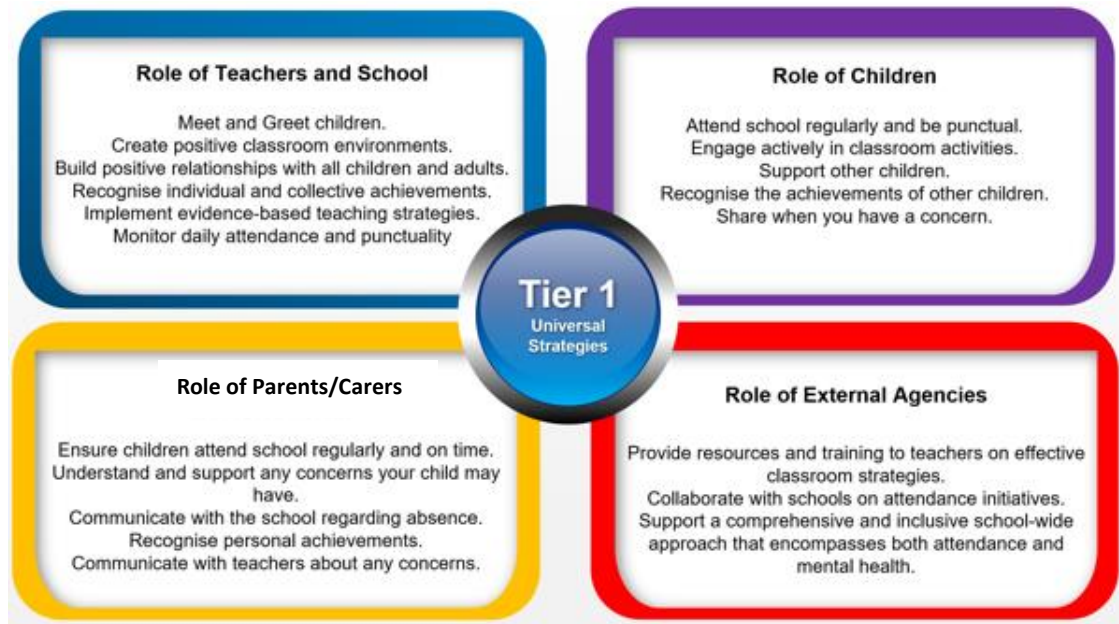 Role of Teachers and School
Meet and Greet children.
Create positive classroom environments.
Build positive relationships with all children and adults.
Recognise individual and collective achievements.
Implement evidence-based teaching strategies.
Monitor daily attendance and punctuality
Role of Children
Attend school regularly and be punctual.
Engage actively in classroom activities.
Support other children.
Recognise the achievements of other children.
Share when you have a concern.
Tier 1
Universal
Strategies
Role of Parents/Carers
Ensure children attend school regularly and on time.
Understand and support any concerns your child may
have.
Communicate with the school regarding absence.
Recognise personal achievements.
Communicate with teachers about any concerns.
Role of External Agencies
Provide resources and training to teachers on effective
classroom strategies.
Collaborate with schools on attendance initiatives.
Support a comprehensive and inclusive school-wide
approach that encompasses both attendance and
mental health.